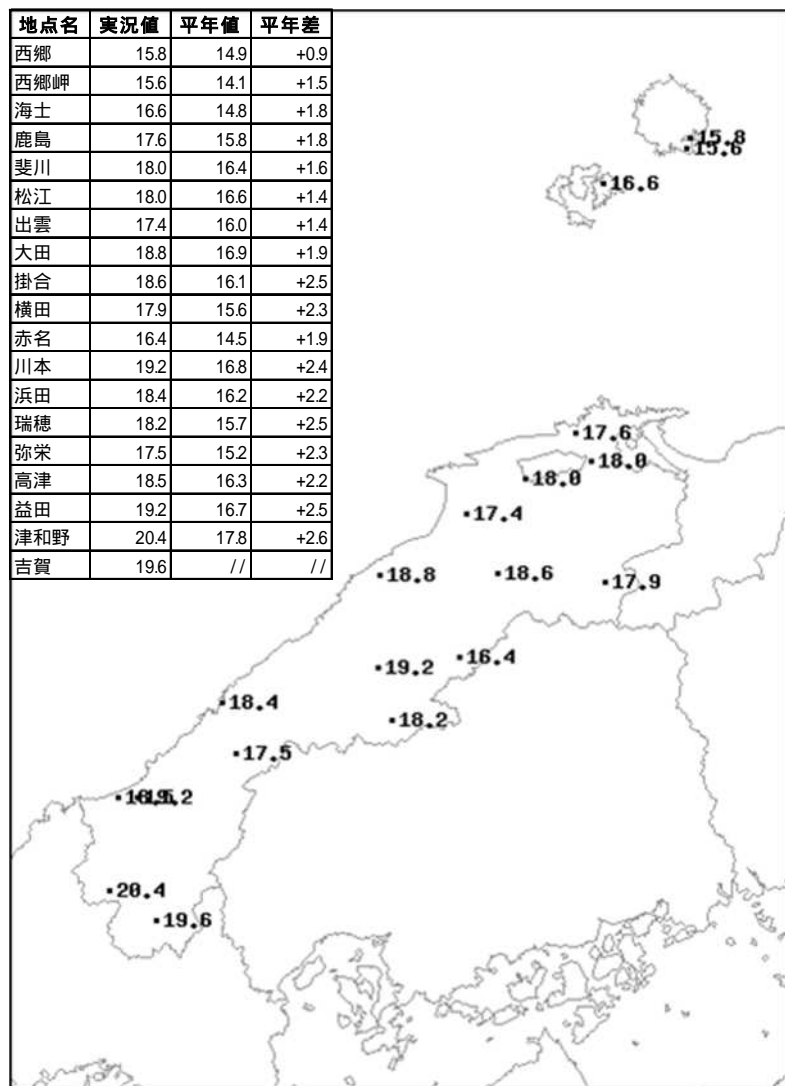 地点名 実況値 平年値 平年差
西郷 15.8 14.9 +0.9
西郷岬 15.6 14.1 +1.5
海士 16.6 14.8 +1.8
鹿島 17.6 15.8 +1.8
斐川 18.0 16.4 +1.6
松江 18.0 16.6 +1.4
出雲 17.4 16.0 +1.4
大田 18.8 16.9 +1.9
掛合 18.6 16.1 +2.5
横田 17.9 15.6 +2.3
赤名 16.4 14.5 +1.9
川本 19.2 16.8 +2.4
浜田 18.4 16.2 +2.2
瑞穂 18.2 15.7 +2.5
弥栄 17.5 15.2 +2.3
高津 18.5 16.3 +2.2
益田 19.2 16.7 +2.5
津和野 20.4 17.8 +2.6
吉賀 19.6 // //
15.8
15.6
16.6
17.6
18.0
18.0
17.4
18.8
18.6
17.9
16.4
19.2
18.4
18.2
17.5
20.4
19.6